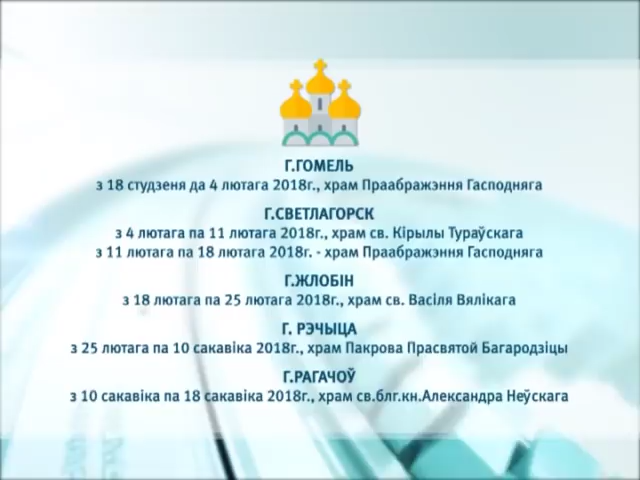 Г.ГОМЕЛЬ
з 18 студзеня да 4 лютага 2018г., храм Праабражэння Гасподняга
Г.СВЕТЛАГОРСК
з 4 лютага па 11 лютага 2018г., храм св. Кірылы Тураўскага
з 11 лютага па 18 лютага 2018г. - храм Праабражэння Гасподняга
Г.ЖЛОБІН
з 18 лютага па 25 лютага 2018г., храм св. Васіля Вялікага
Г. РЭЧЫЦА
з 25 лютага па 10 сакавіка 2018г., храм Пакрова Прасвятой Багародзіцы
Г.РАГАЧОЎ
з 10 сакавіка па 18 сакавіка 2018г., храм св.блг.кн.Александра Неўскага